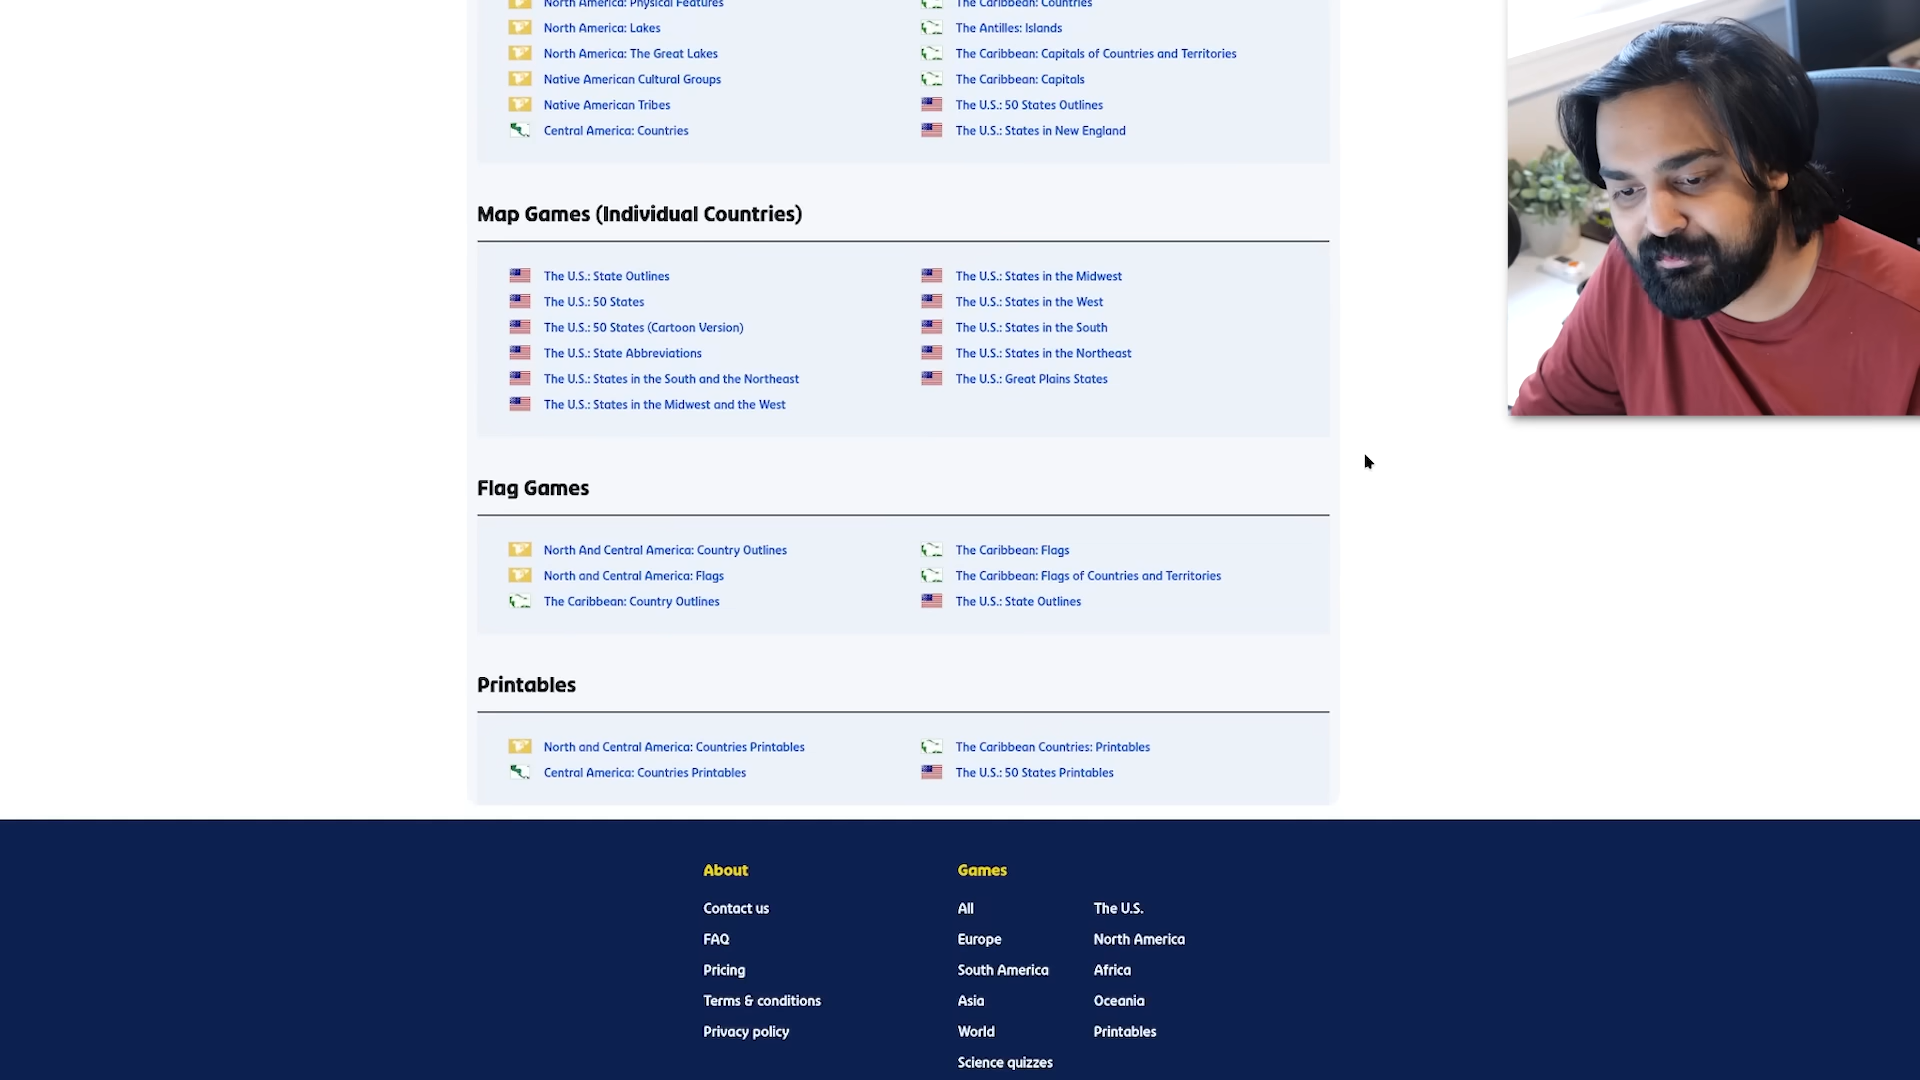 North America: Physical Features
The Caribbean: Countries
North America: Lakes
The Antilles: Islands
North America: The Great Lakes
The Caribbean: Capitals of Countries and Territories
Native American Cultural Groups
The Caribbean: Capitals
Native American Tribes
The U.S.: 50 States Outlines
Central America: Countries
The U.S.: States in New England
Map Games (Individual Countries)
The U.S.: State Outlines
The U.S.: States in the Midwest
The U.S.: 50 States
The U.S.: States in the West
The U.S.: 50 States (Cartoon Version)
The U.S.: States in the South
The U.S.: State Abbreviations
The U.S.: States in the Northeast
The U.S.: States in the South and the Northeast
The U.S.: Great Plains States
The U.S.: States in the Midwest and the West
Flag Games
North And Central America: Country Outlines
The Caribbean: Flags
North and Central America: Flags
The Caribbean: Flags of Countries and Territories
The Caribbean: Country Outlines
The U.S.: State Outlines
Printables
North and Central America: Countries Printables
The Caribbean Countries: Printables
Central America: Countries Printables
The U.S.: 50 States Printables
About
Games
Contact us
All
The U.S.
FAQ
Europe
North America
Pricing
South America
Africa
Terms & conditions
Asia
Oceania
Privacy policy
World
Printables
Science quizzes